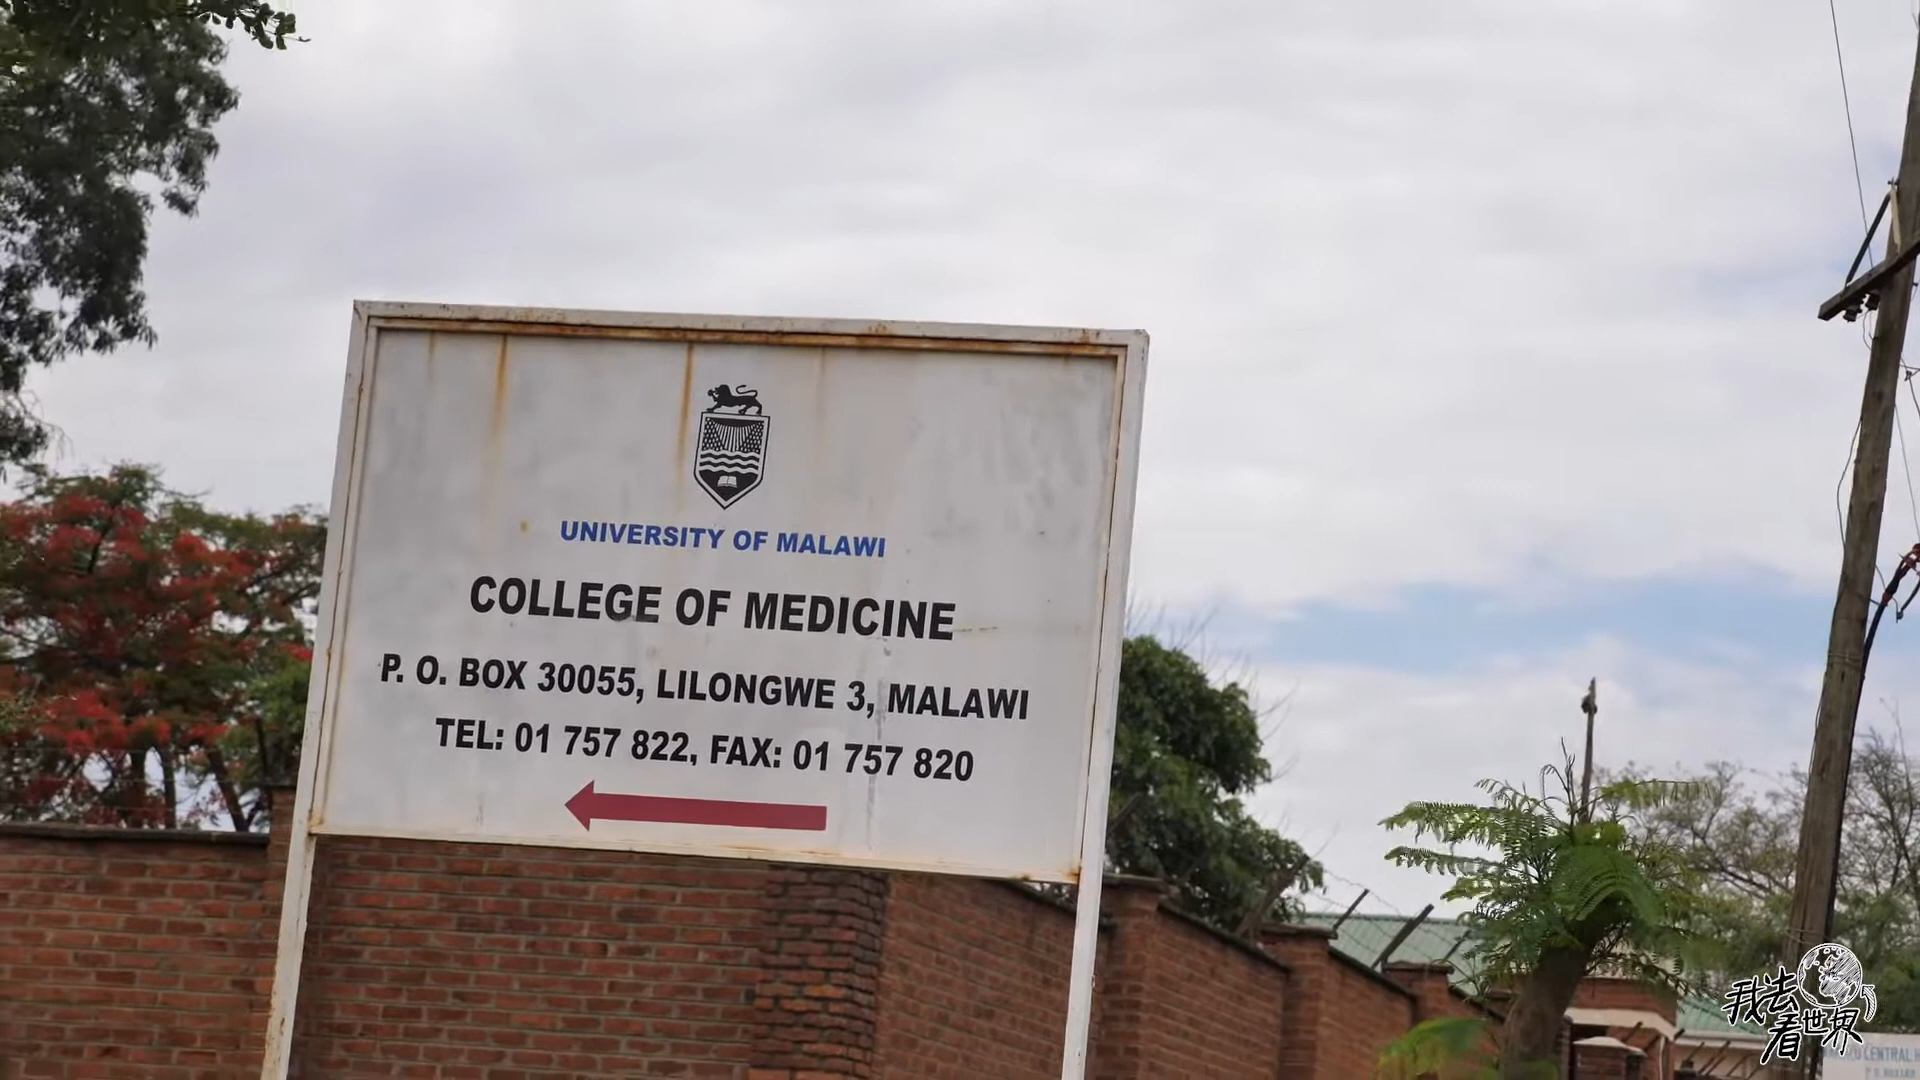 UNIVERSITY OF MALAWI
COLLEGE OF MEDICINE
P. O. BOX 30055, LILONGWE 3, MALAWI
TEL: 01 757 822, FAX: 01 757 820
我去
看世界
CENTRAL